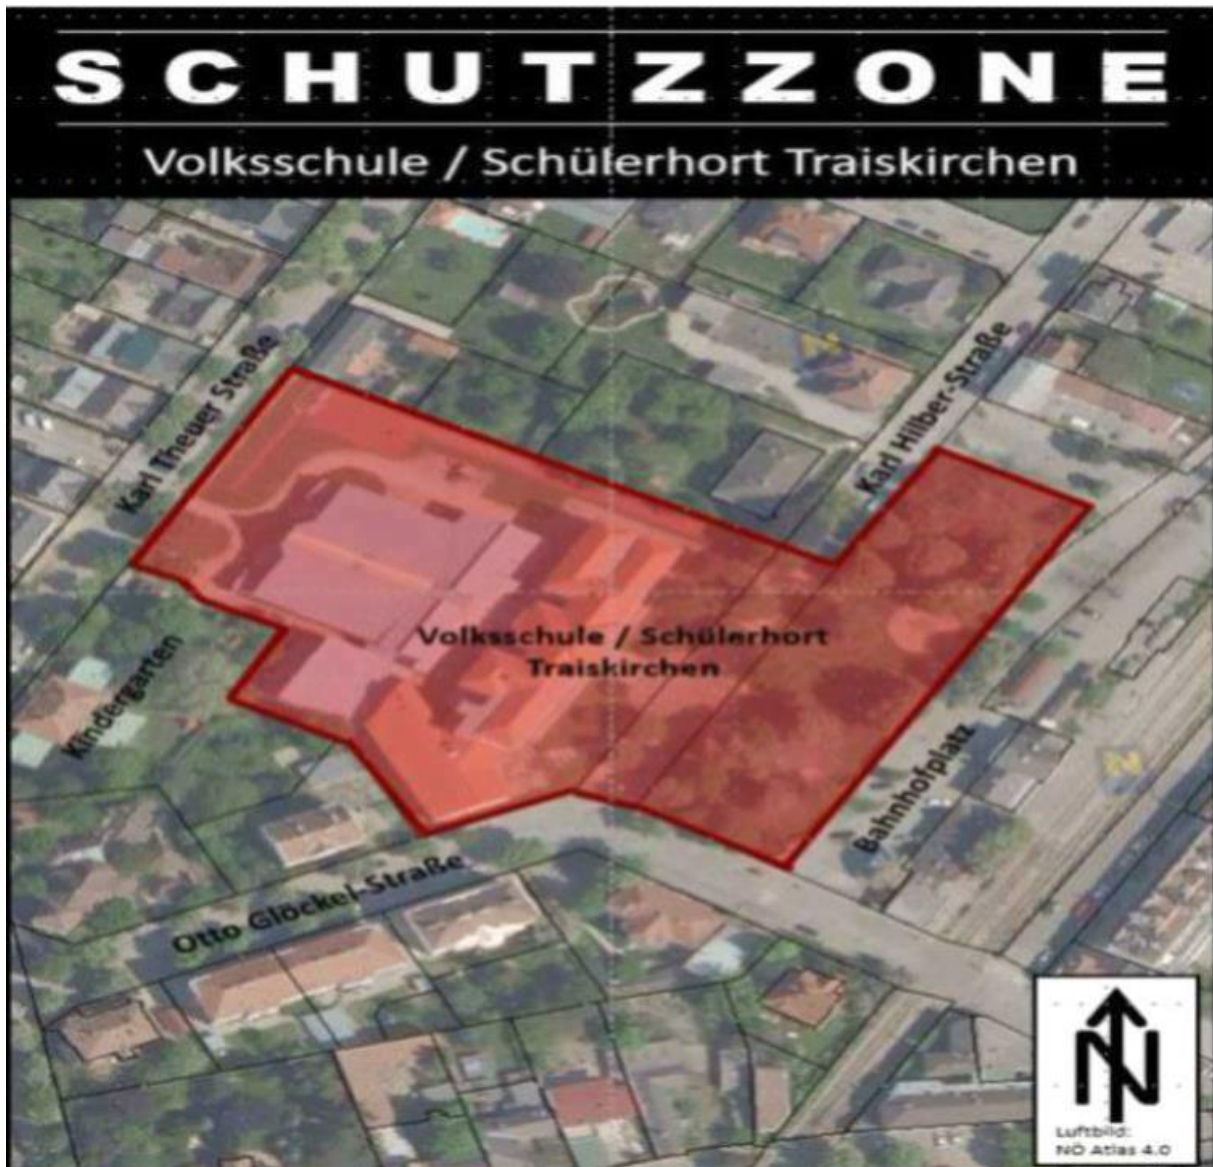 SCHUTZZONE
Volksschule / Schülerhort Traiskirchen
Karl Theuer Straße
Karl Hilber-Straße
Volksschule / Schülerhort
Traiskirchen
Kindergarten
Bahnhofplatz
Otto Glöckel-Straße
N
Luftbild:
NÖ Atlas 4.0